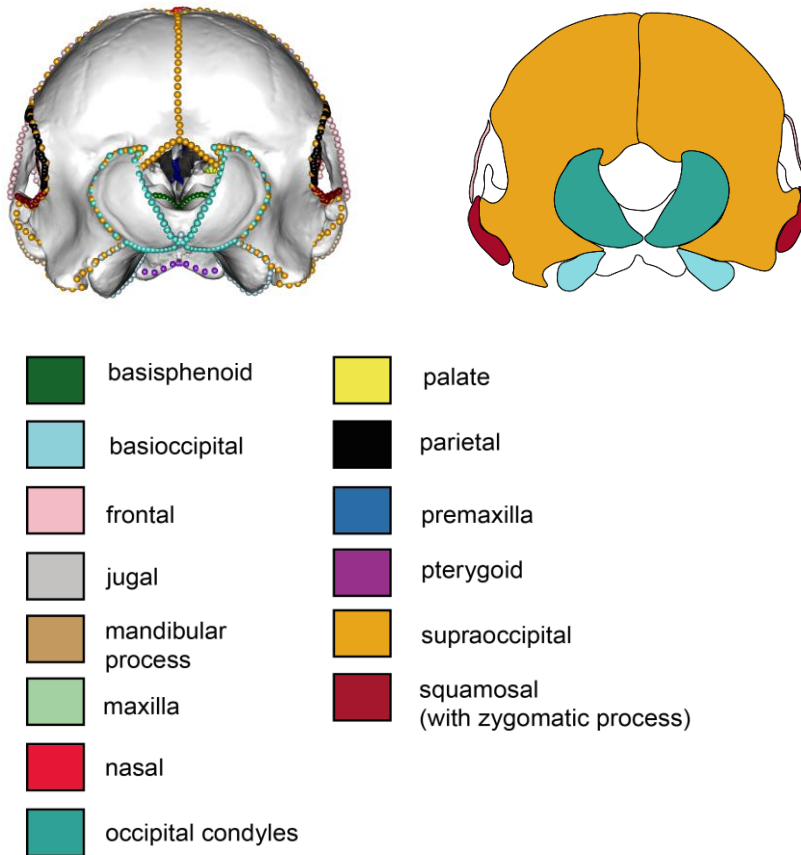 basisphenoid
basioccipital
frontal
jugal
mandibular
process
maxilla
nasal
occipital condyles
palate
parietal
premaxilla
pterygoid
supraoccipital
squamosal
(with zygomatic process)